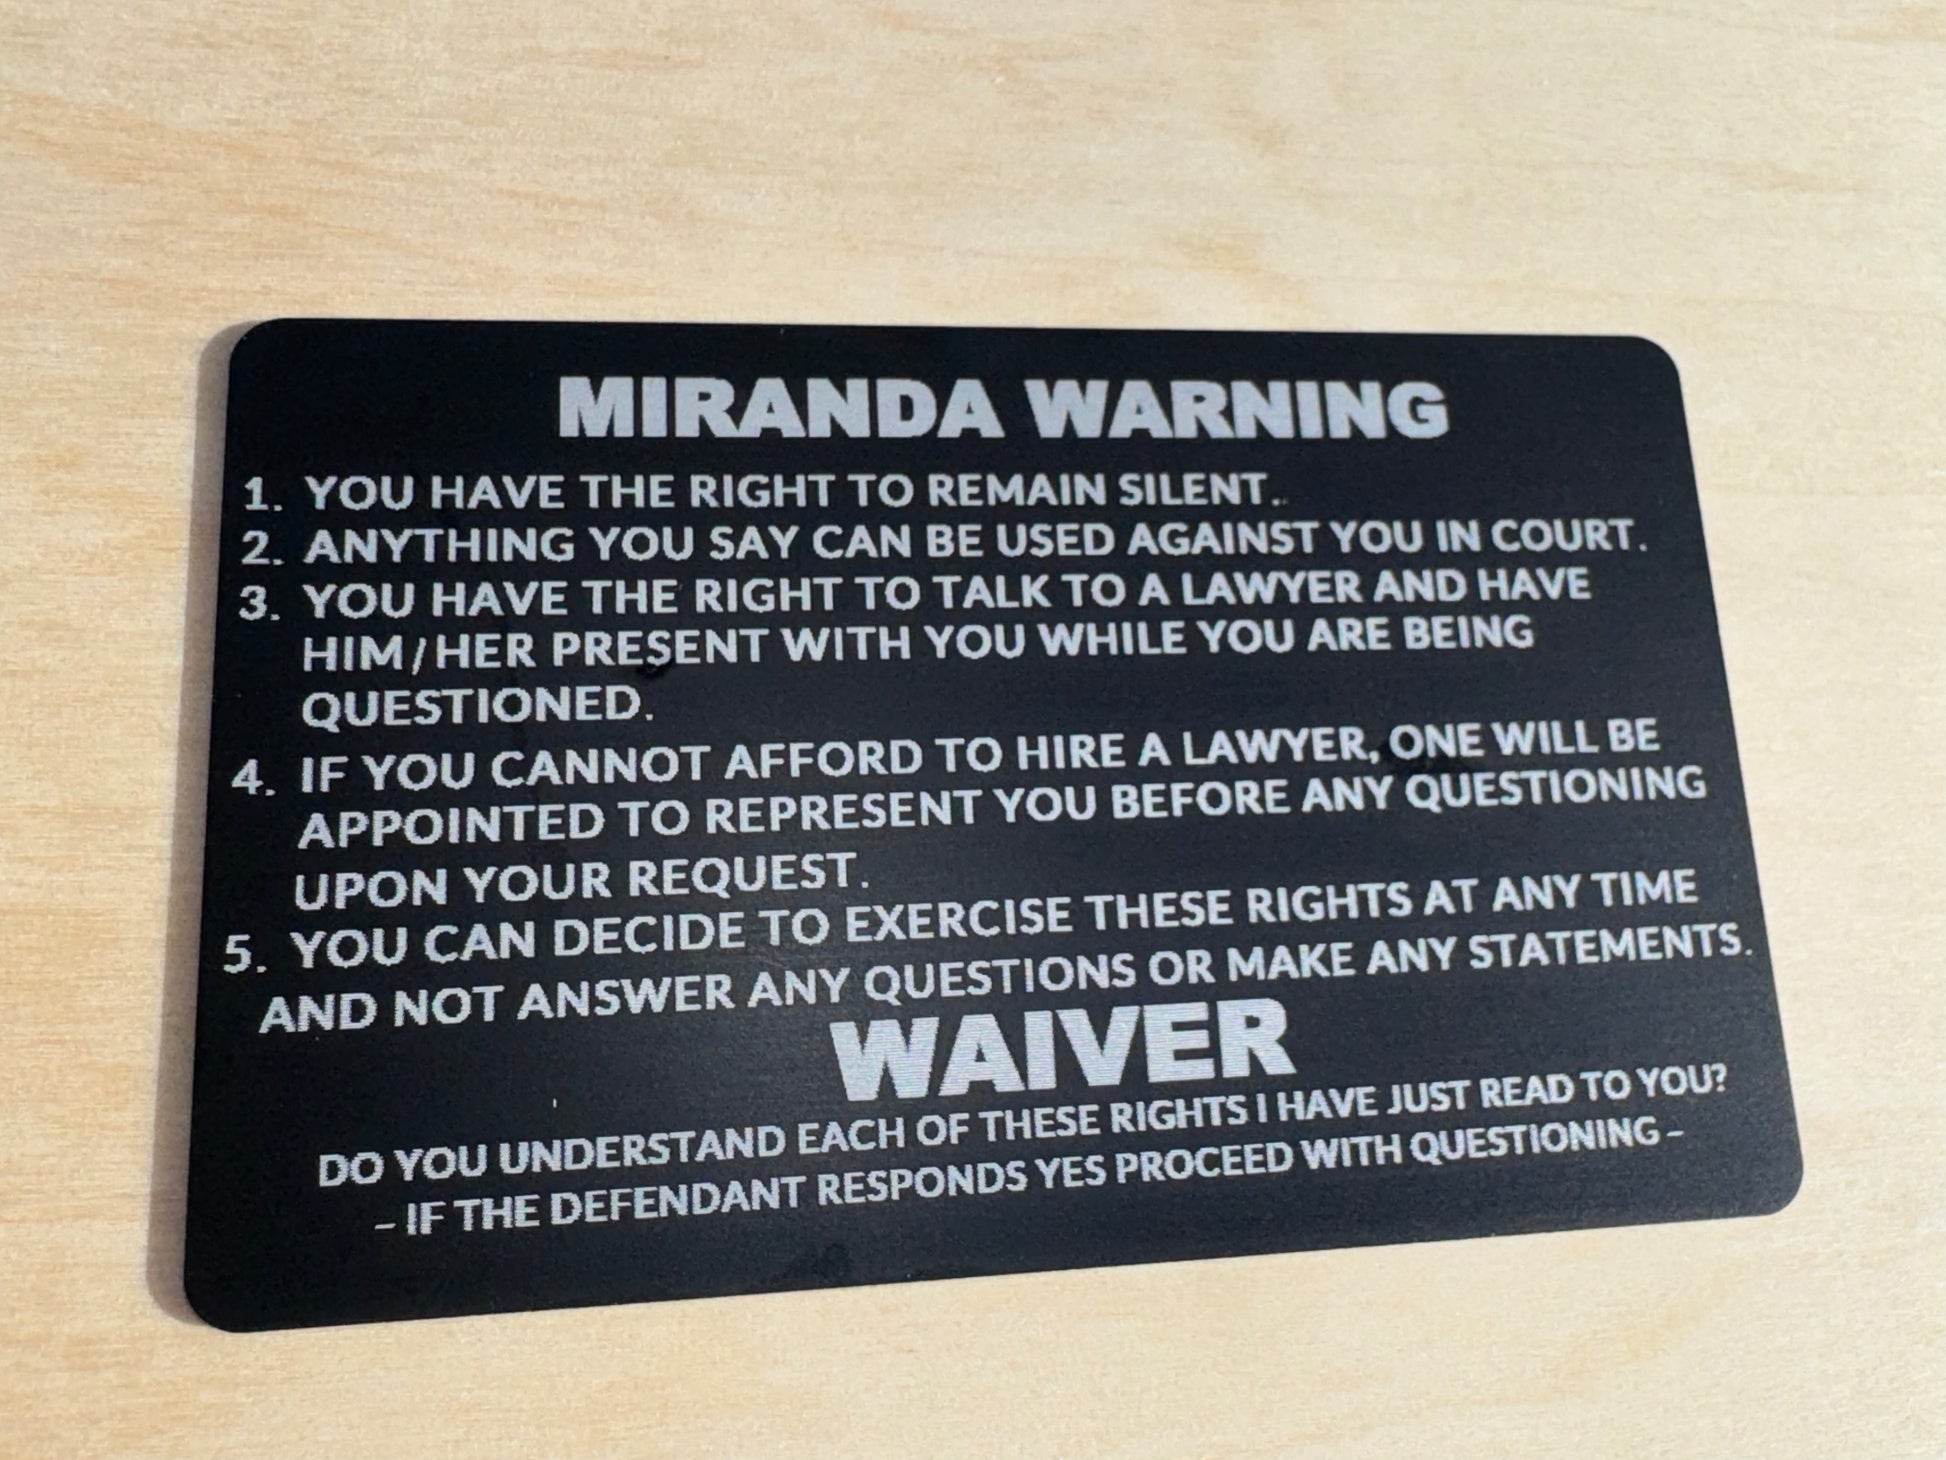 MIRANDA WARNING
1. YOU HAVE THE RIGHT TO REMAIN SILENT.
2. ANYTHING YOU SAY CAN BE USED AGAINST YOU IN COURT.
3. YOU HAVE THE RIGHT TO TALK TO A LAWYER AND HAVE
HIM/HER PRESENT WITH YOU WHILE YOU ARE BEING
QUESTIONED.
4. IF YOU CANNOT AFFORD TO HIRE A LAWYER, ONE WILL BE
APPOINTED TO REPRESENT YOU BEFORE ANY QUESTIONING
UPON YOUR REQUEST.
5. YOU CAN DECIDE TO EXERCISE THESE RIGHTS AT ANY TIME
AND NOT ANSWER ANY QUESTIONS OR MAKE ANY STATEMENTS.
WAIVER
DO YOU UNDERSTAND EACH OF THESE RIGHTS I HAVE JUST READ TO YOU?
– IF THE DEFENDANT RESPONDS YES PROCEED WITH QUESTIONING –